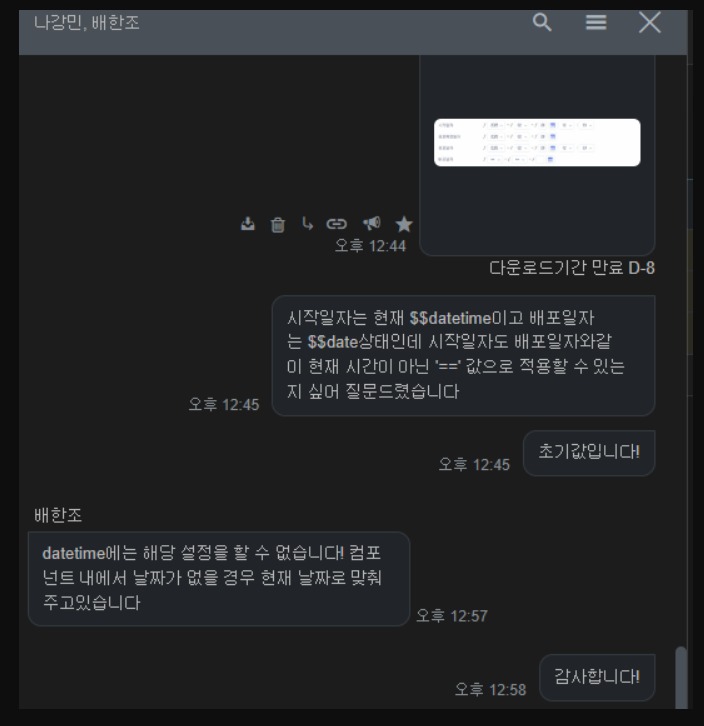 나강민, 배한조
오후 12:44
다운로드기간 만료 D-8
시작일자는 현재 $$datetime이고 배포일자
는 $$date상태인데 시작일자도 배포일자와같
이 현재 시간이 아닌 '==' 값으로 적용할 수 있는
지 싶어 질문드렸습니다
오후 12:45
초기값입니다!
오후 12:45
배한조
datetime에는 해당 설정을 할 수 없습니다! 컴포
넌트 내에서 날짜가 없을 경우 현재 날짜로 맞춰
주고있습니다
오후 12:57
감사합니다!
오후 12:58